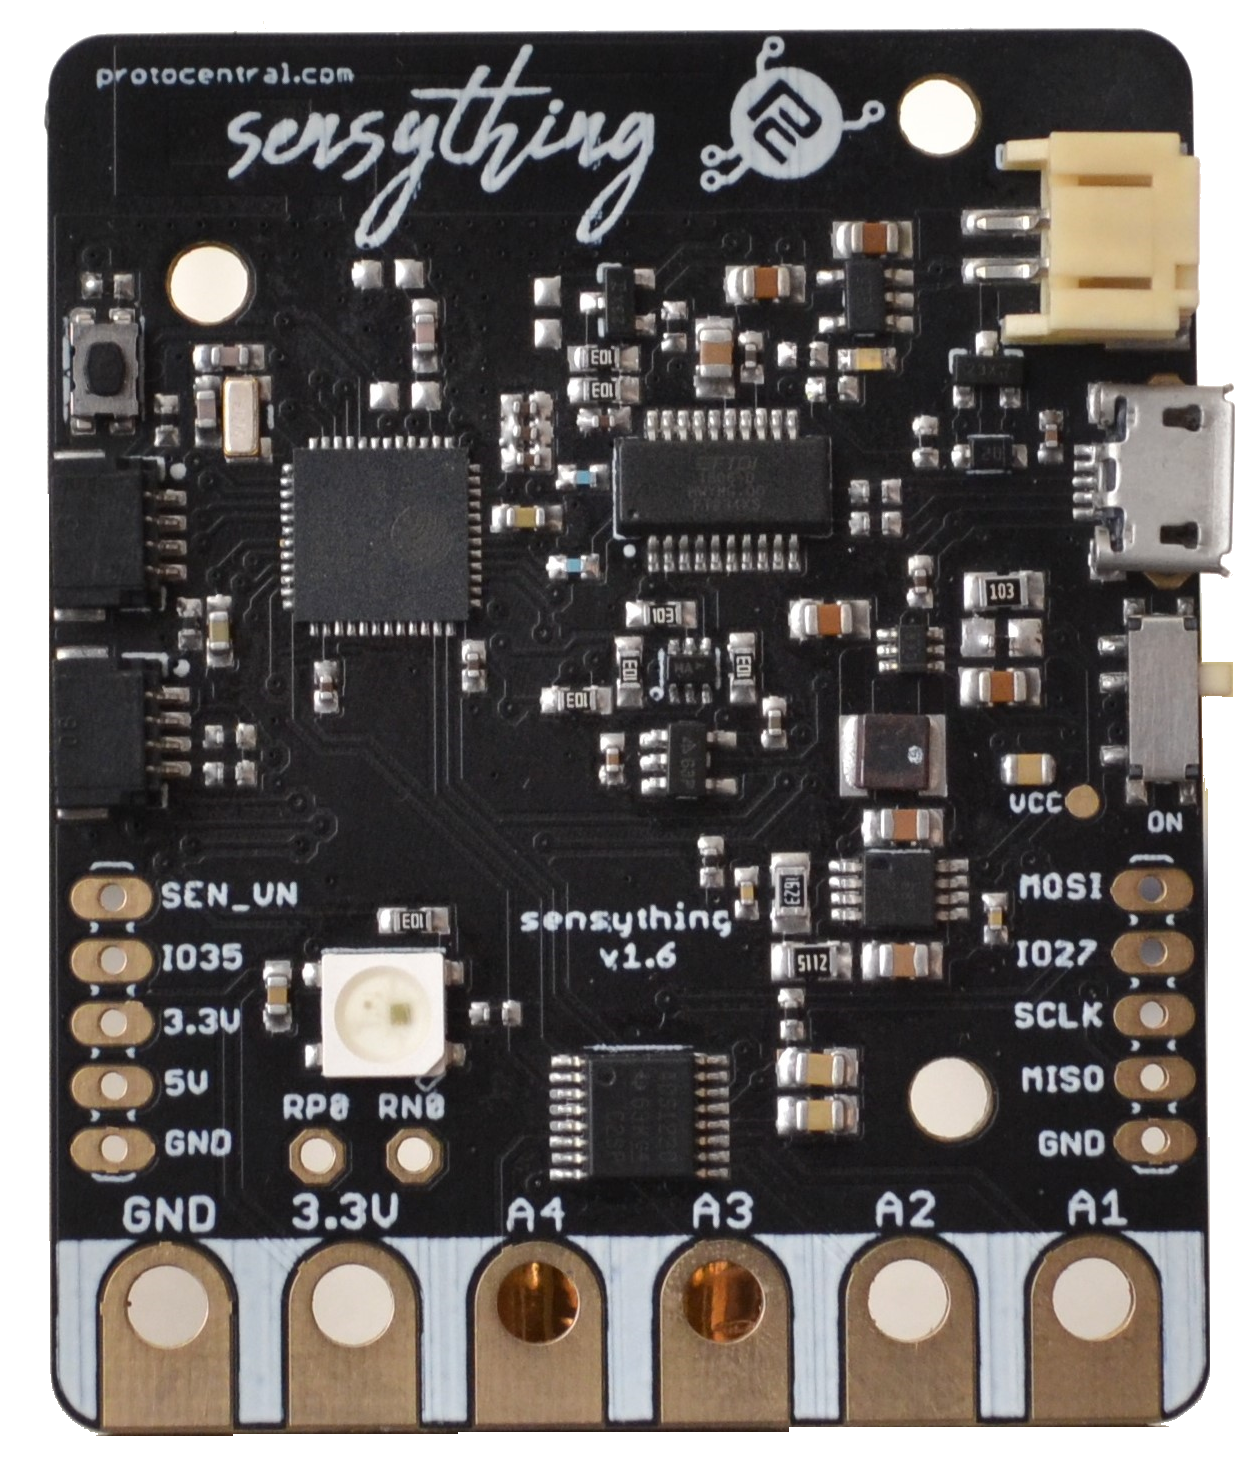 protocentral.com
sensything
E01
E01
103
103
E01
E01
E01
VCC
ON
SEN_VN
IO35
3.3V
5V
GND
E01
sensything
v1.6
5112
MOSI
IO27
SCLK
MISO
GND
RP0
RN0
GND
3.3V
A4
A3
A2
A1